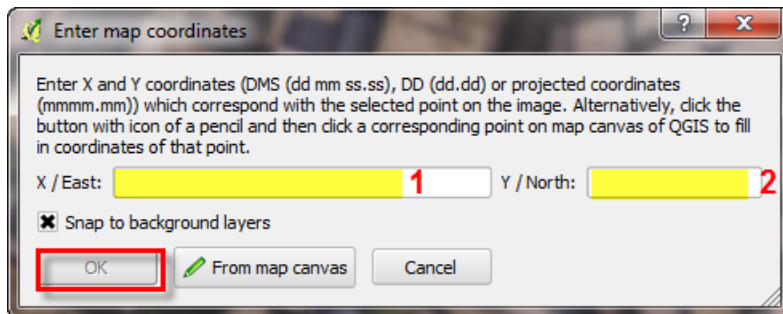 Enter map coordinates
Enter X and Y coordinates (DMS (dd mm ss.ss), DD (dd.dd) or projected coordinates
(mmmm.mm)) which correspond with the selected point on the image. Alternatively, click the
button with icon of a pencil and then click a corresponding point on map canvas of QGIS to fill
in coordinates of that point.
X / East: 1 Y / North: 2
Snap to background layers
OK From map canvas Cancel